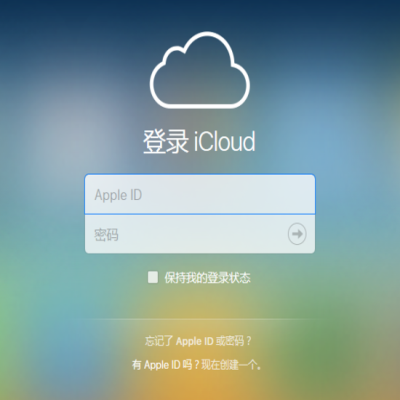 登录 iCloud
Apple ID
密码
保持我的登录状态
忘记了 Apple ID 或密码？
有 Apple ID 吗？现在创建一个。